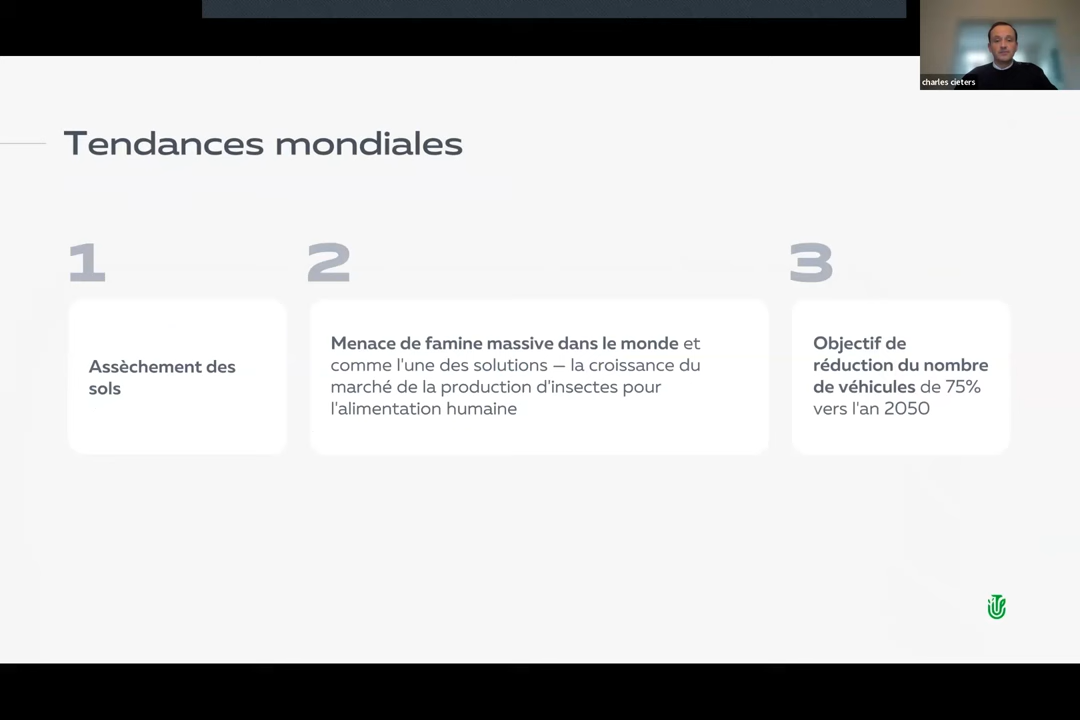 charles cieters
Tendances mondiales
1
Assèchement des
sols
2
Menace de famine massive dans le monde et
comme l'une des solutions — la croissance du
marché de la production d'insectes pour
l'alimentation humaine
3
Objectif de
réduction du nombre
de véhicules de 75%
vers l'an 2050